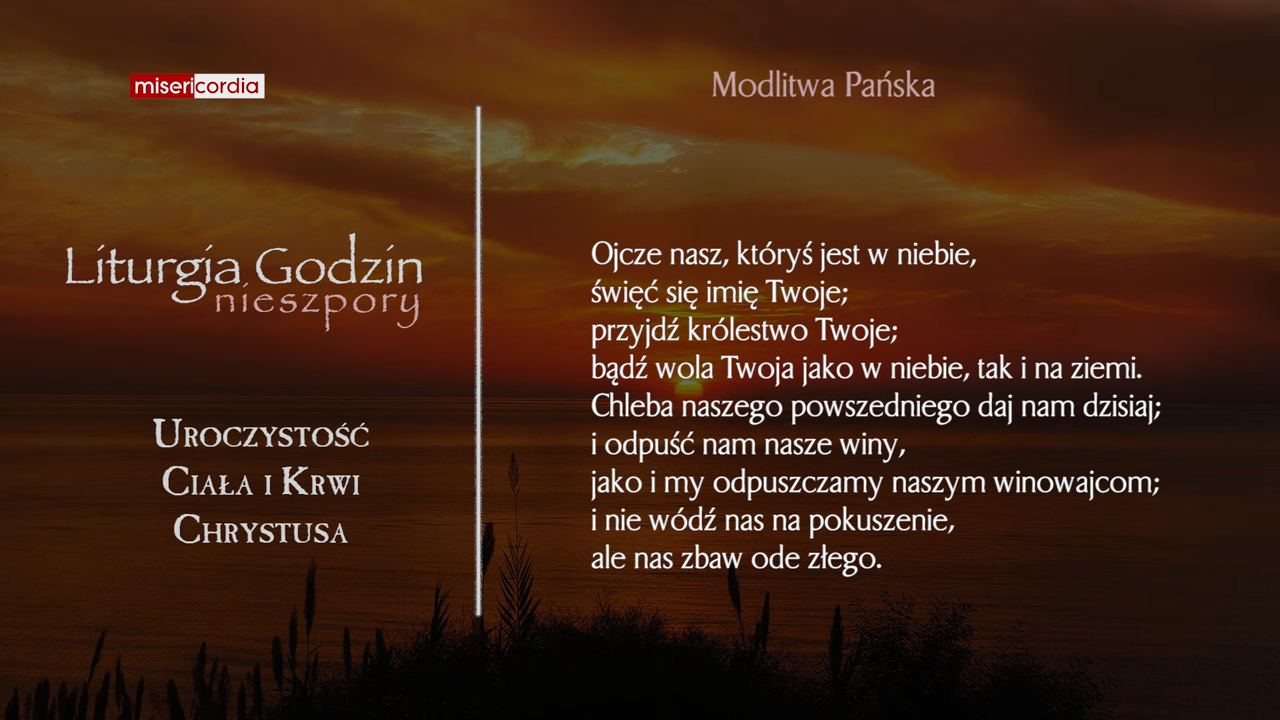 misericordia
Modlitwa Pańska
Liturgia Godzin
nieszpory
Uroczystość
Ciała i Krwi
Chrystusa
Ojcze nasz, któryś jest w niebie,
święć się imię Twoje;
przyjdź królestwo Twoje;
bądź wola Twoja jako w niebie, tak i na ziemi.
Chleba naszego powszedniego daj nam dzisiaj;
i odpuść nam nasze winy,
jako i my odpuszczamy naszym winowajcom;
i nie wódź nas na pokuszenie,
ale nas zbaw ode złego.